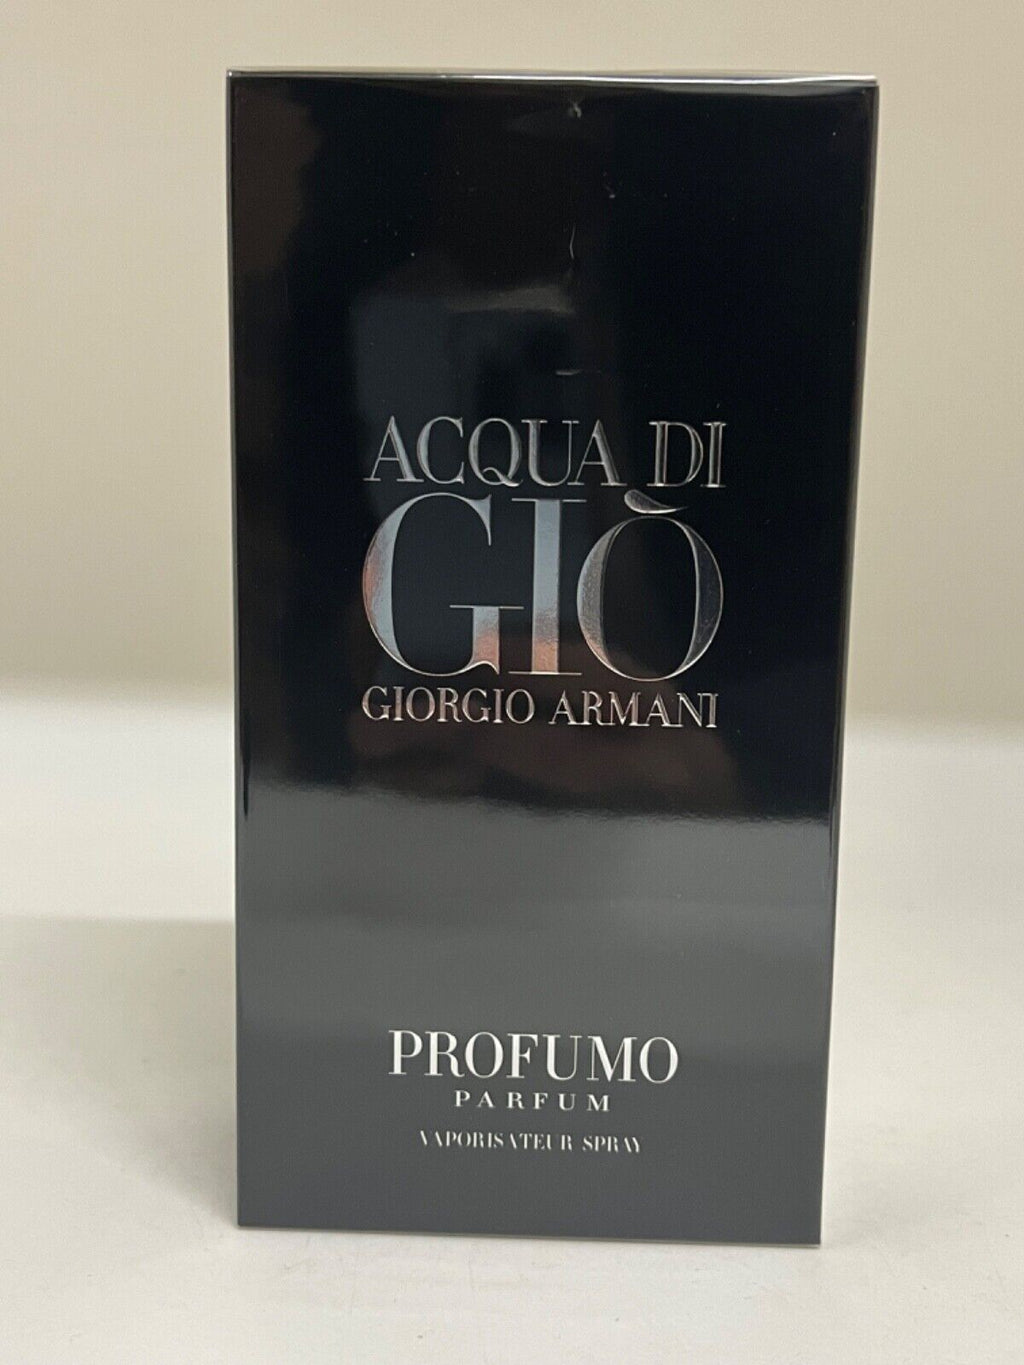 ACQUA DI
GIÒ
GIORGIO ARMANI
PROFUMO
PARFUM
VAPORISATEUR SPRAY